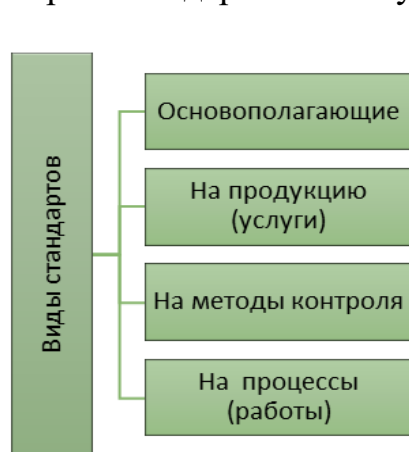 Виды стандартов
Основополагающие
На продукцию
(услуги)
На методы контроля
На процессы
(работы)